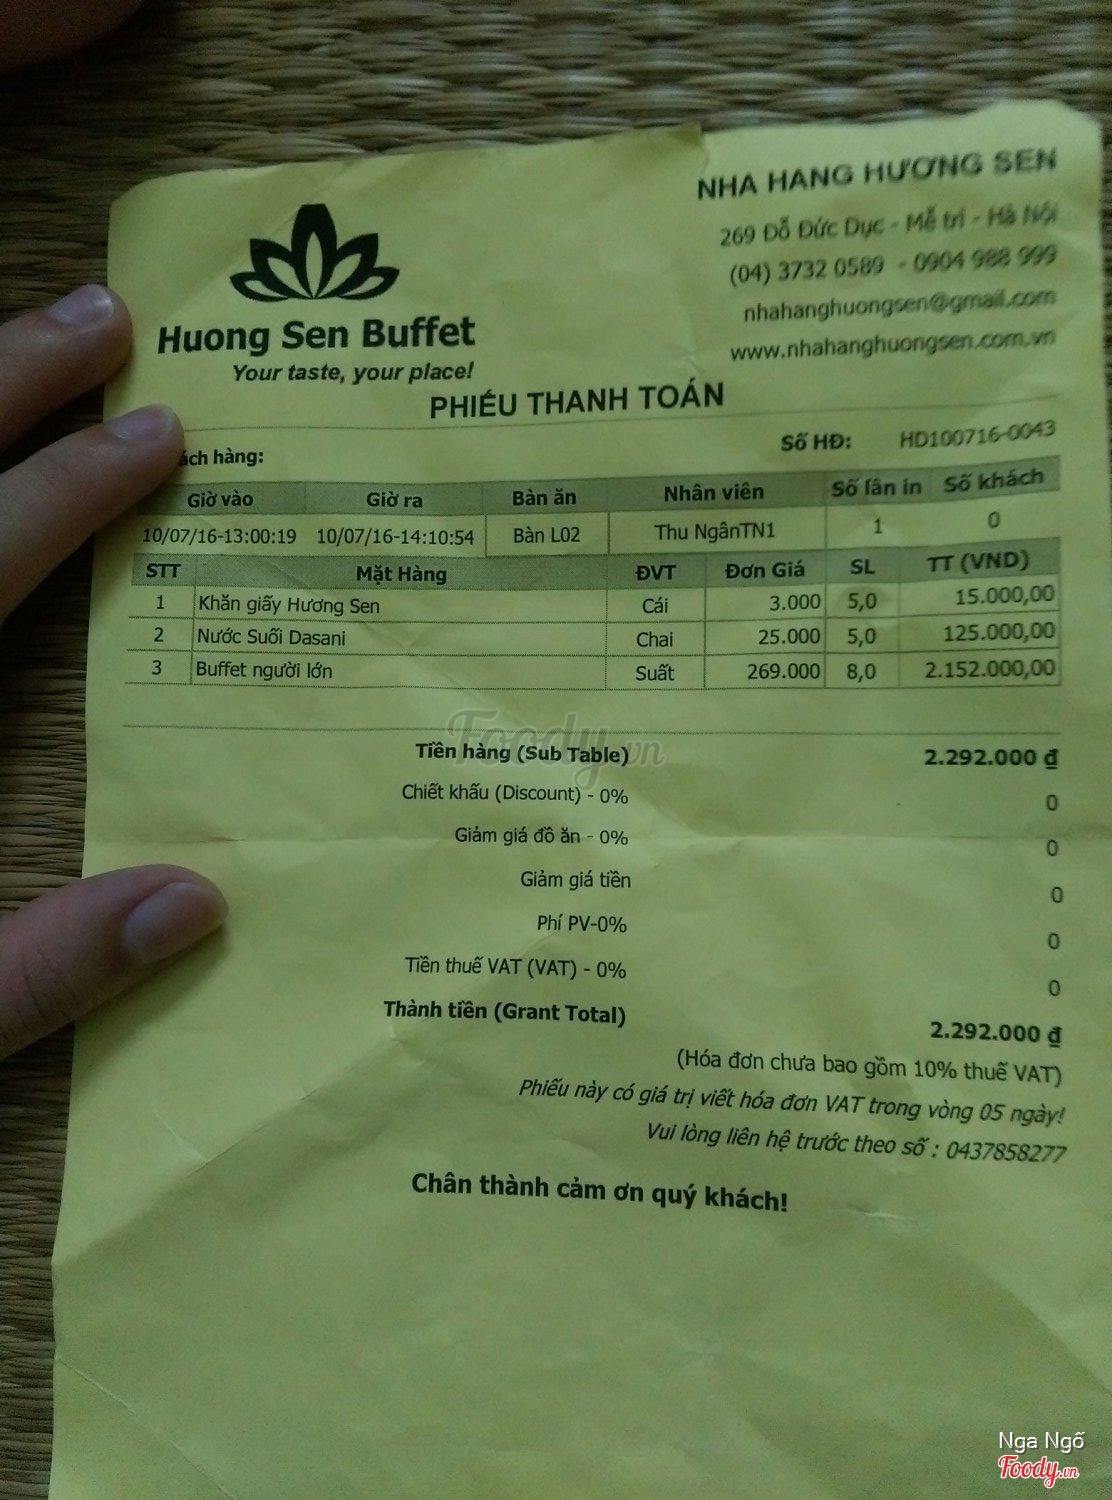 NHA HANG HƯƠNG SEN
269 Đỗ Đức Dục - Mễ trì - Hà Nội
(04) 3732 0589 - 0904 988 999
nhahanghuongsen@gmail.com
www.nhahanghuongsen.com.vn
Huong Sen Buffet
Your taste, your place!
PHIẾU THANH TOÁN
ách hàng: Số HĐ: HD100716-0043
Giờ vào Giờ ra Bàn ăn Nhân viên Số lần in Số khách
10/07/16-13:00:19 10/07/16-14:10:54 Bàn L02 Thu NgânTN1 1 0
STT Mặt Hàng ĐVT Đơn Giá SL TT (VND)
1 Khăn giấy Hương Sen Cái 3.000 5,0 15.000,00
2 Nước Suối Dasani Chai 25.000 5,0 125.000,00
3 Buffet người lớn Suất 269.000 8,0 2.152.000,00
Foody.vn
Tiền hàng (Sub Table) 2.292.000 ₫
Chiết khấu (Discount) - 0% 0
Giảm giá đồ ăn - 0% 0
Giảm giá tiền 0
Phí PV-0% 0
Tiền thuế VAT (VAT) - 0% 0
Thành tiền (Grant Total) 2.292.000 ₫
(Hóa đơn chưa bao gồm 10% thuế VAT)
Phiếu này có giá trị viết hóa đơn VAT trong vòng 05 ngày!
Vui lòng liên hệ trước theo số : 0437858277
Chân thành cảm ơn quý khách!
Nga Ngố
Foody.vn